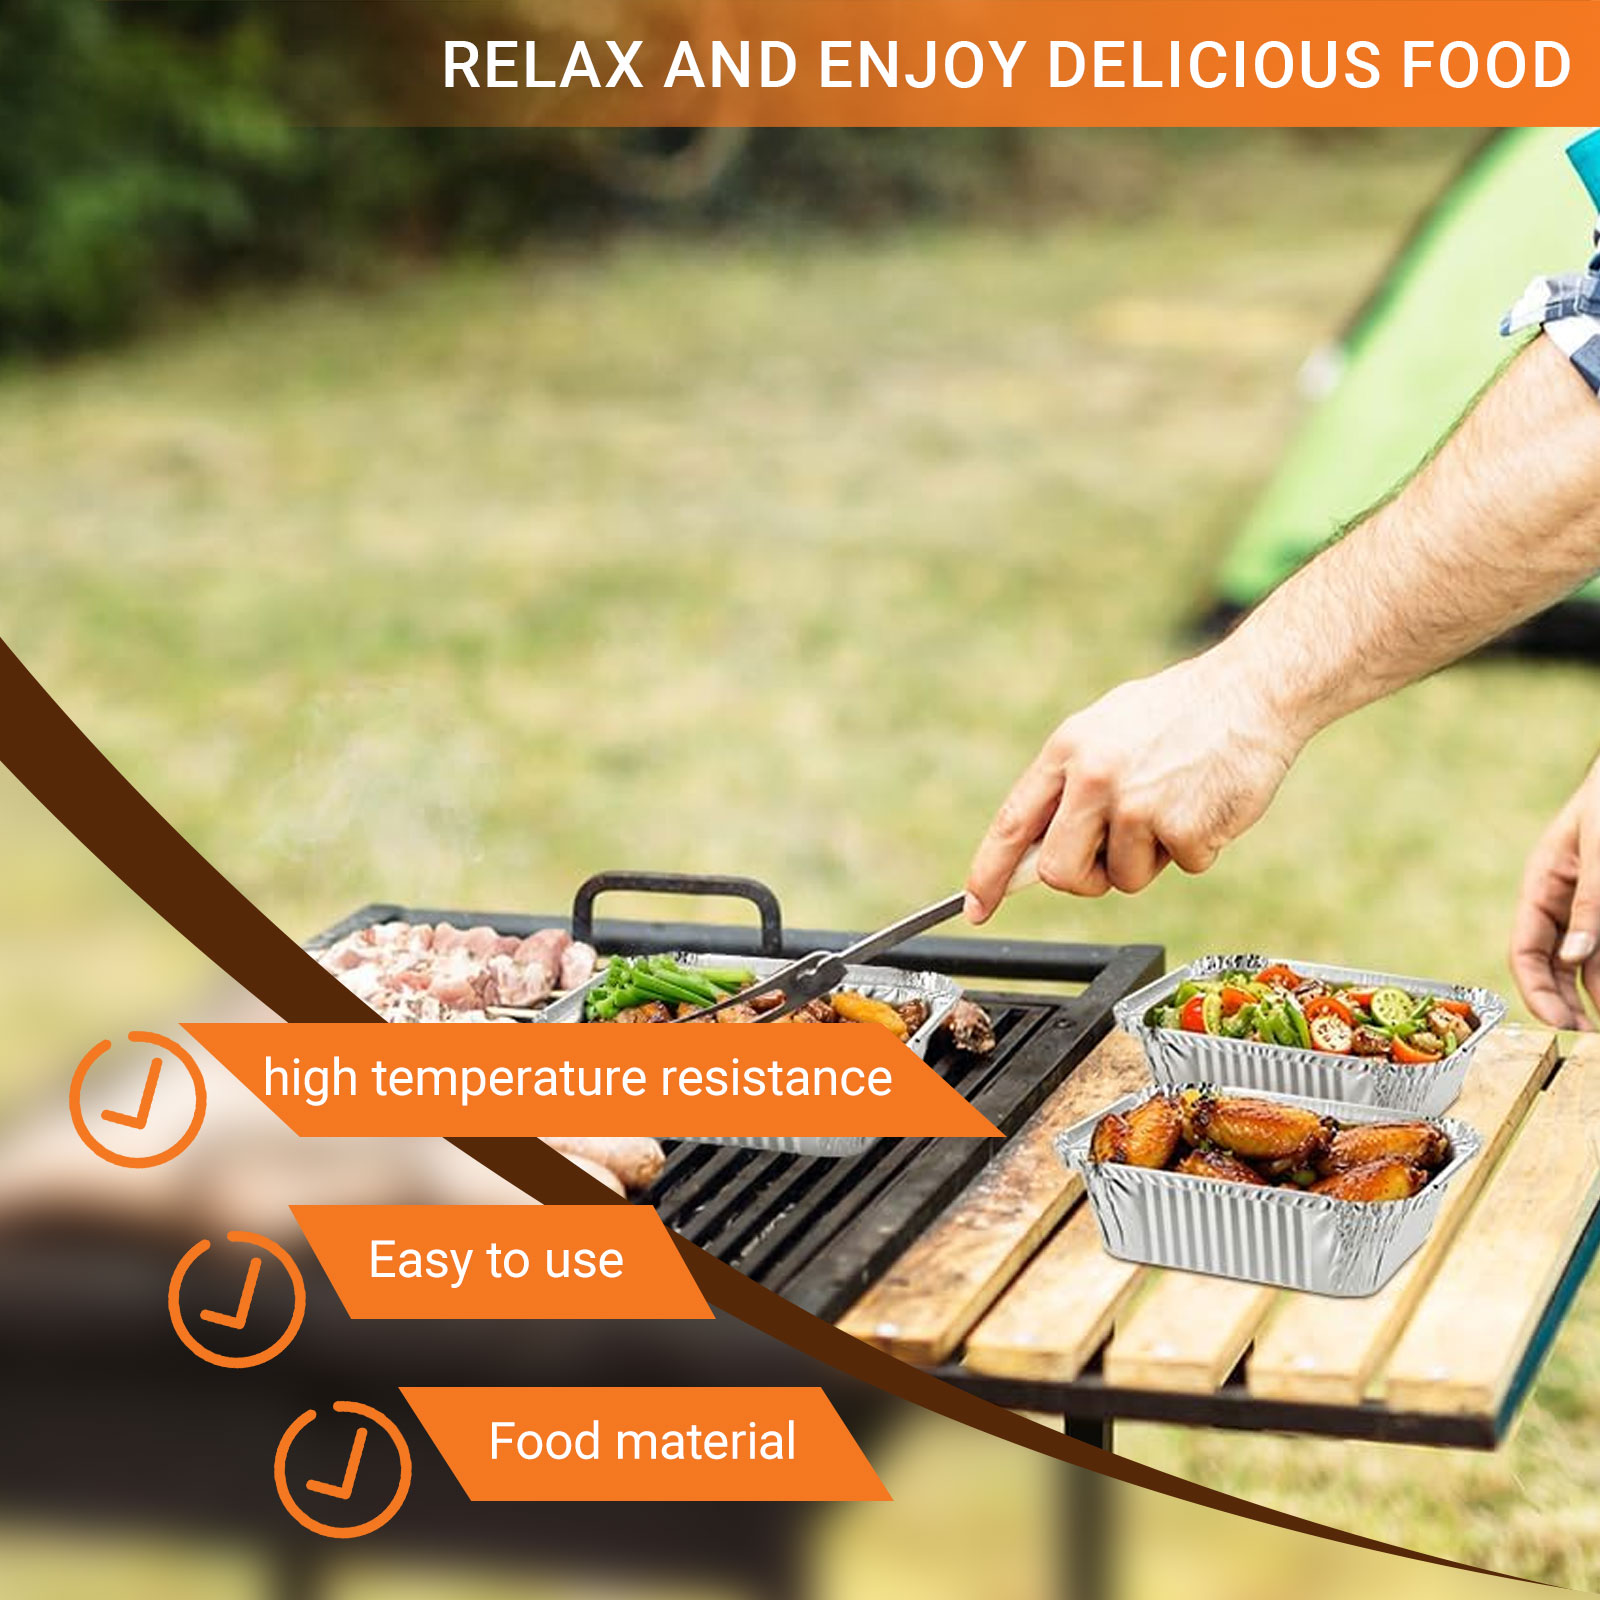 RELAX AND ENJOY DELICIOUS FOOD
high temperature resistance
Easy to use
Food material